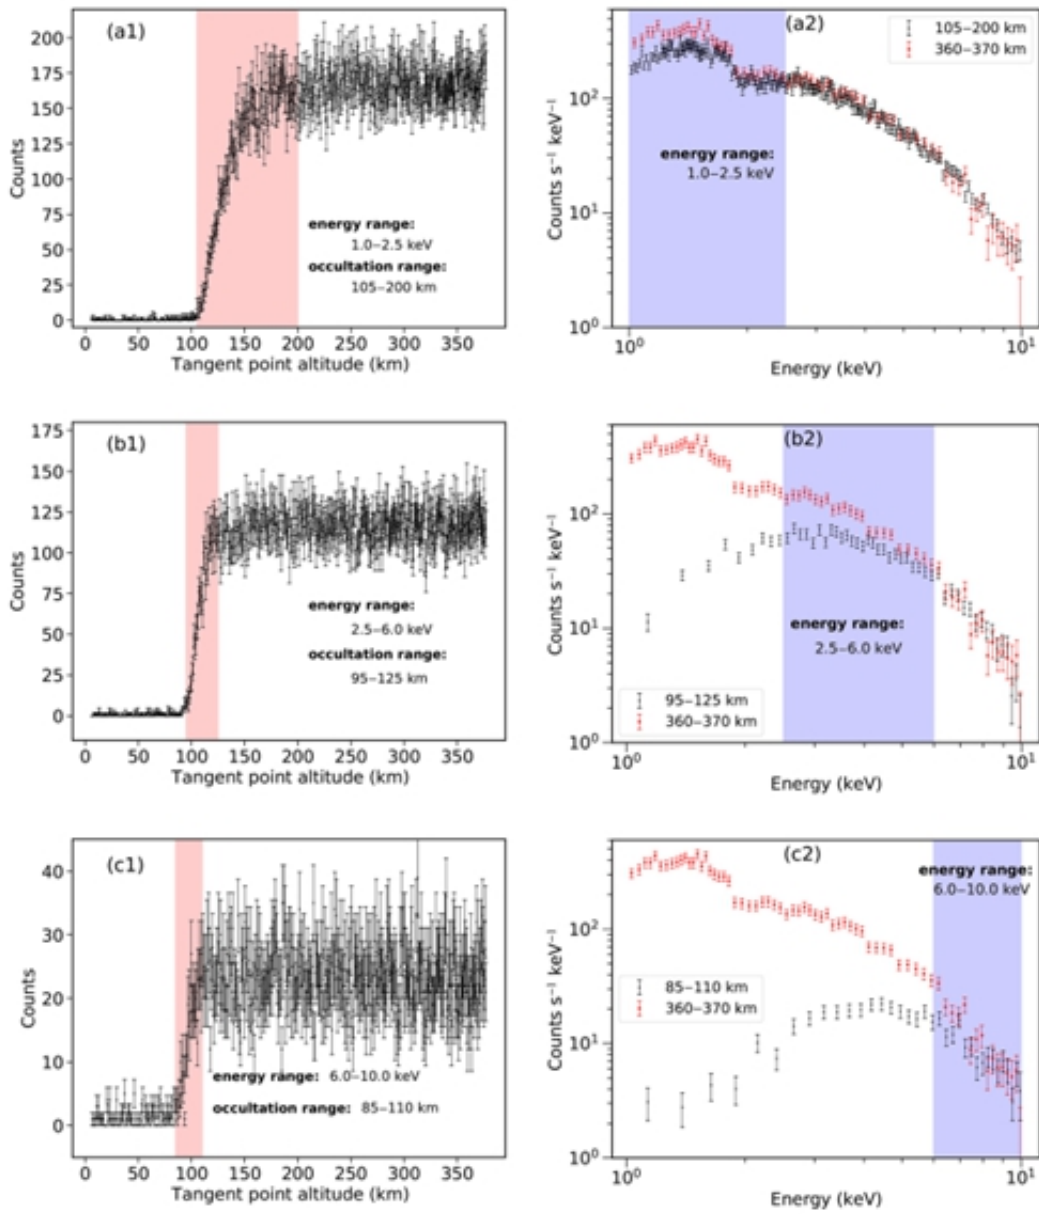 (a1)
Counts
200
175
150
125
100
75
50
25
0
energy range:
1.0−2.5 keV
occultation range:
105−200 km
0 50 100 150 200 250 300 350
Tangent point altitude (km)
(a2)
105−200 km
360−370 km
Counts s⁻¹ keV⁻¹
10²
10¹
10⁰
energy range:
1.0−2.5 keV
10⁰ 10¹
Energy (keV)
(b1)
Counts
175
150
125
100
75
50
25
0
energy range:
2.5−6.0 keV
occultation range:
95−125 km
0 50 100 150 200 250 300 350
Tangent point altitude (km)
(b2)
Counts s⁻¹ keV⁻¹
10²
10¹
10⁰
energy range:
2.5−6.0 keV
95−125 km
360−370 km
10⁰ 10¹
Energy (keV)
(c1)
Counts
40
30
20
10
0
energy range: 6.0−10.0 keV
occultation range: 85−110 km
0 50 100 150 200 250 300 350
Tangent point altitude (km)
(c2)
energy range:
6.0−10.0 keV
Counts s⁻¹ keV⁻¹
10²
10¹
10⁰
85−110 km
360−370 km
10⁰ 10¹
Energy (keV)